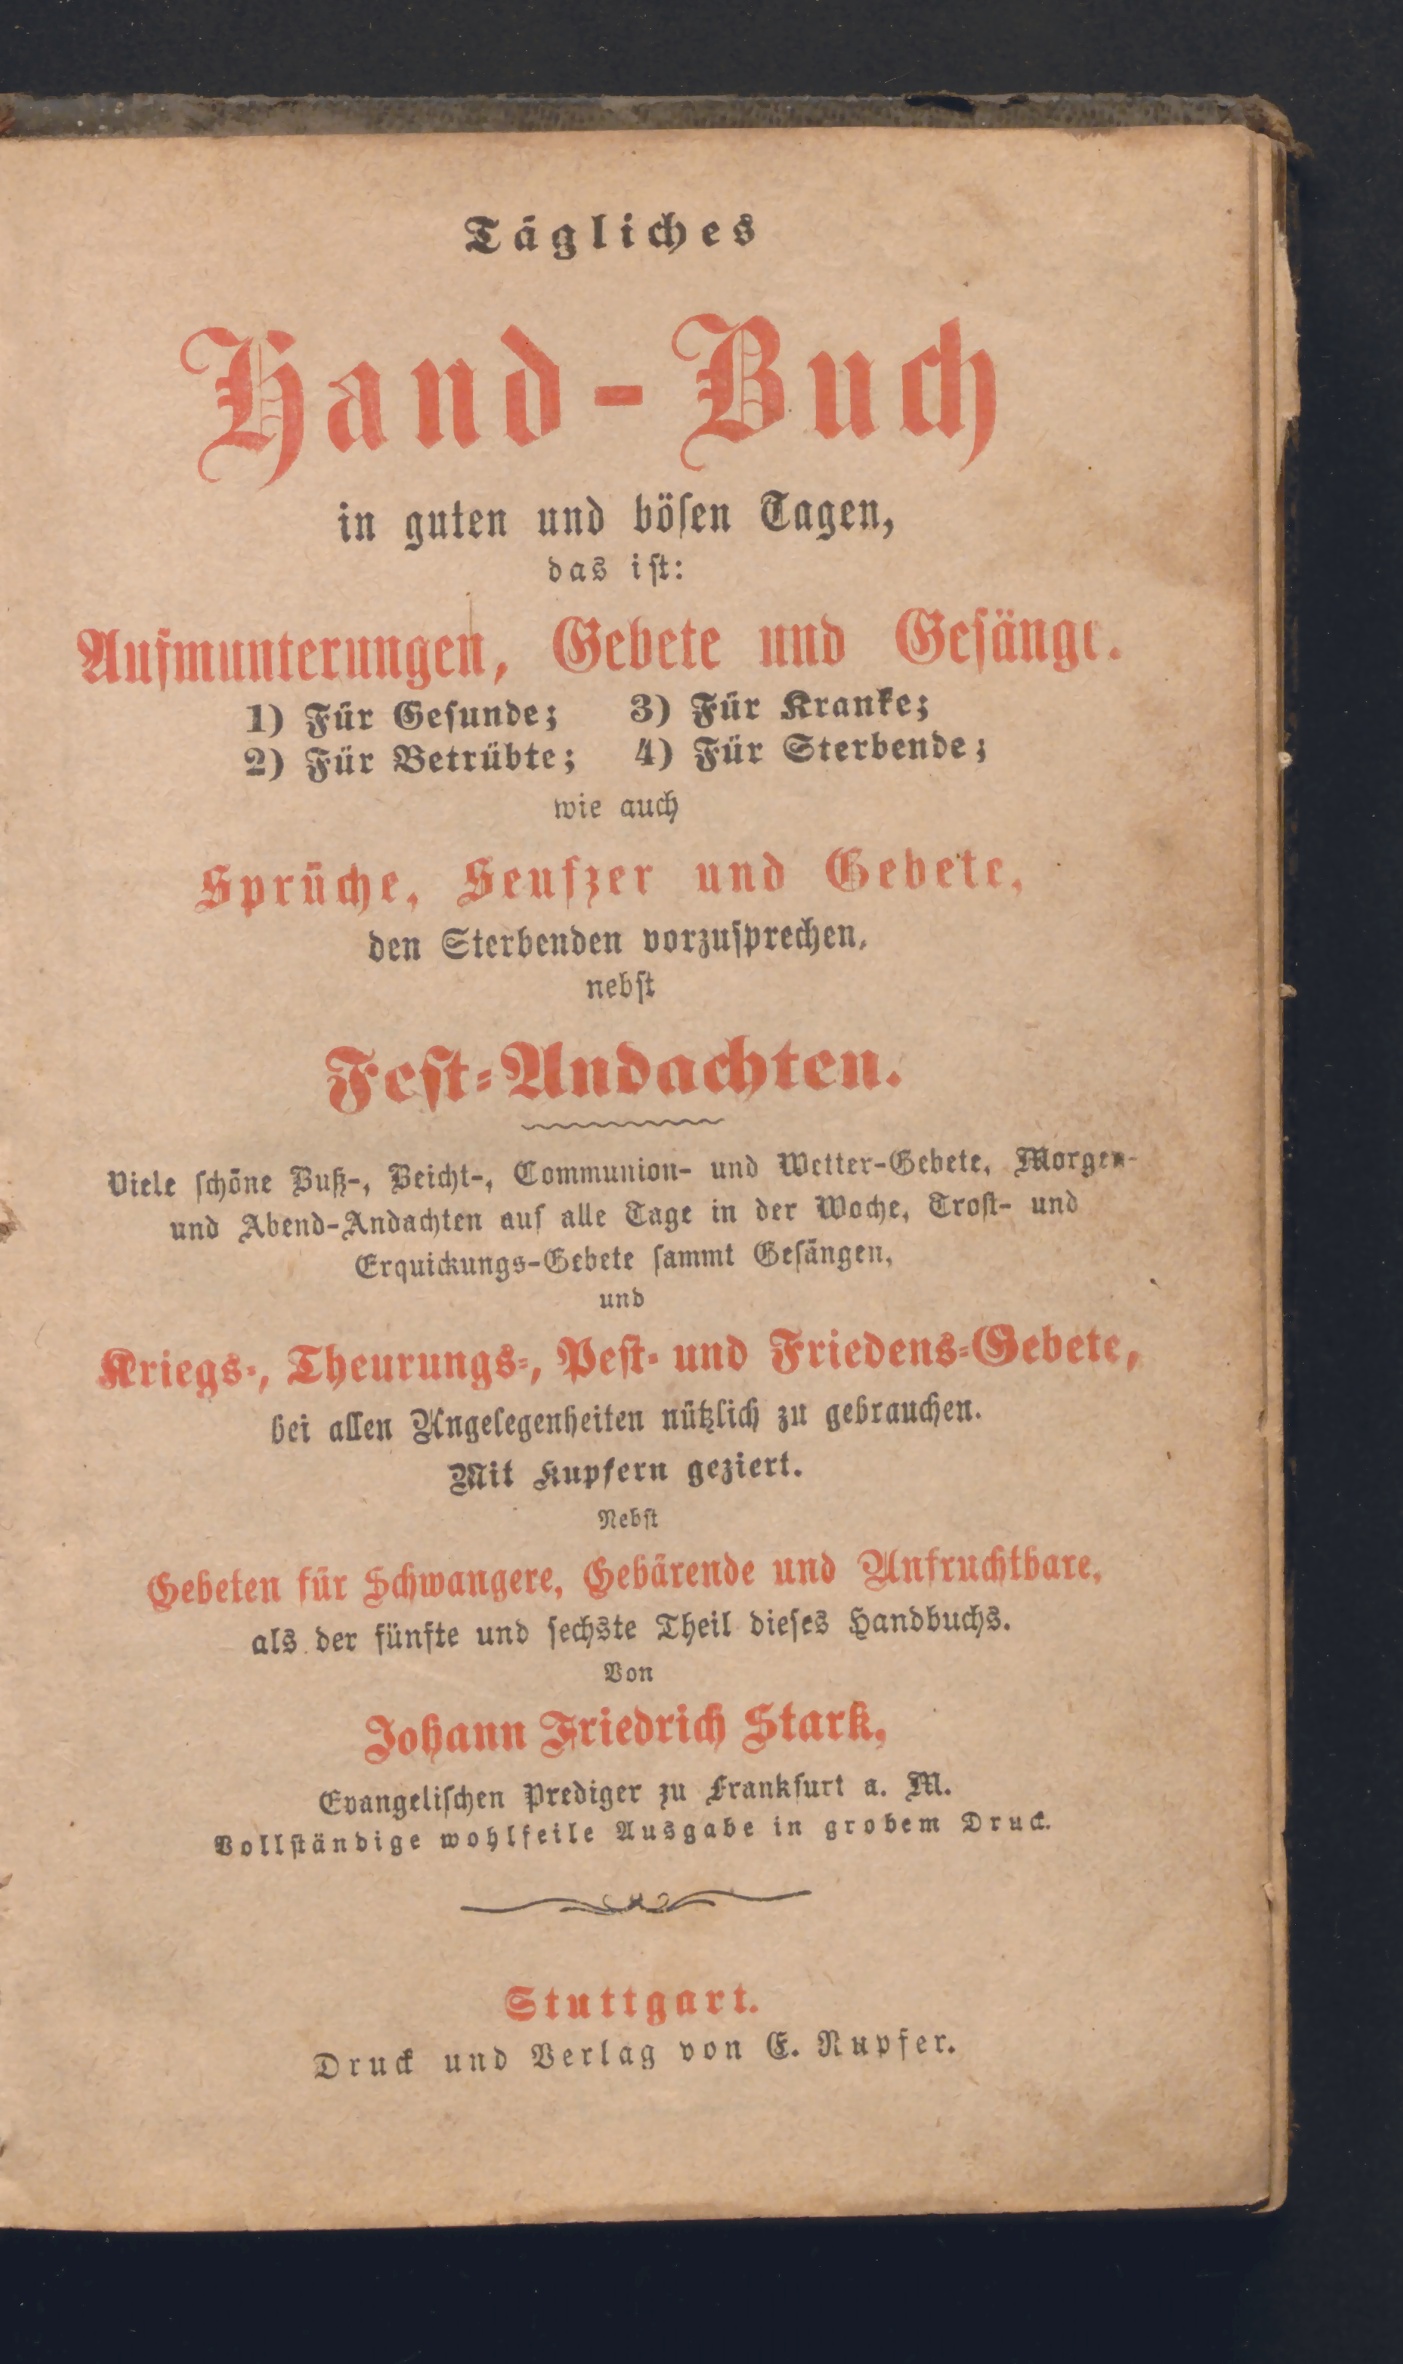 Tägliches
Hand-Buch
in guten und böſen Tagen,
das iſt:
Aufmunterungen, Gebete und Geſänge.
1) Für Geſunde; 3) Für Kranke;
2) Für Betrübte; 4) Für Sterbende;
wie auch
Sprüche, Seufzer und Gebete,
den Sterbenden vorzuſprechen,
nebſt
Feſt-Andachten.
Viele ſchöne Buß-, Beicht-, Communion- und Wetter-Gebete, Morgen-
und Abend-Andachten auf alle Tage in der Woche, Troſt- und
Erquickungs-Gebete ſammt Geſängen,
und
Kriegs-, Theurungs-, Peſt- und Friedens-Gebete,
bei allen Angelegenheiten nützlich zu gebrauchen.
Mit Kupfern geziert.
Nebſt
Gebeten für Schwangere, Gebärende und Unfruchtbare,
als der fünfte und ſechste Theil dieſes Handbuchs.
Von
Johann Friedrich Stark,
Evangeliſchen Prediger zu Frankfurt a. M.
Vollſtändige wohlfeile Ausgabe in grobem Druck.
Stuttgart.
Druck und Verlag von E. Rupfer.